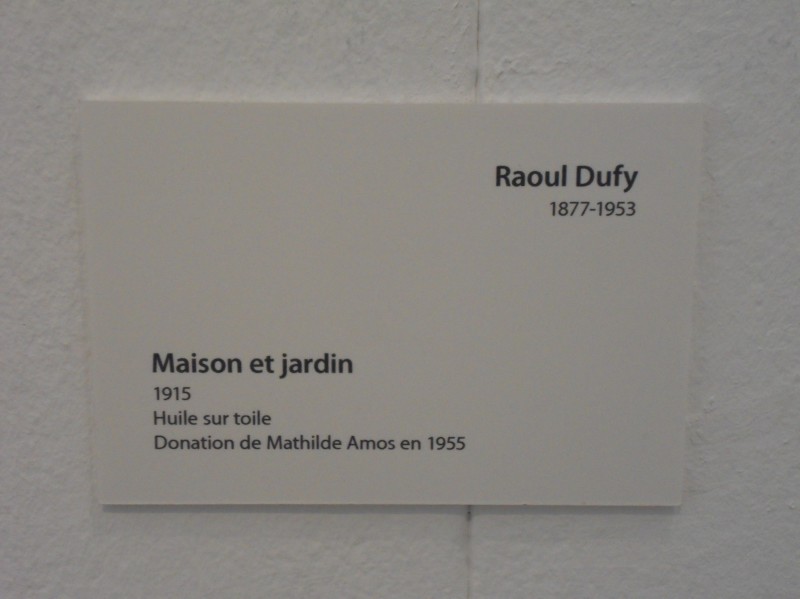 Raoul Dufy
1877-1953
Maison et jardin
1915
Huile sur toile
Donation de Mathilde Amos en 1955